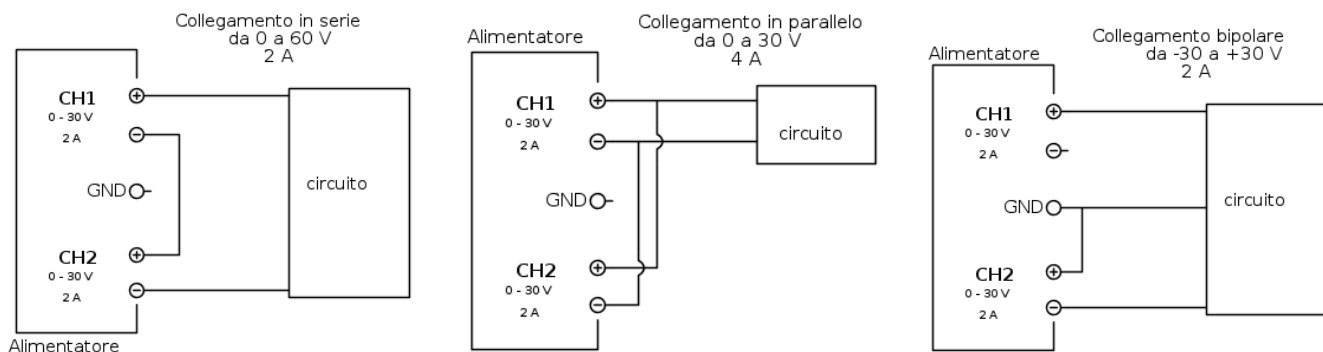 Collegamento in serie
da 0 a 60 V
2 A
CH1
0 - 30 V
2 A
GND
CH2
0 - 30 V
2 A
circuito
Alimentatore
Collegamento in parallelo
da 0 a 30 V
4 A
Alimentatore
CH1
0 - 30 V
2 A
GND
CH2
0 - 30 V
2 A
circuito
Collegamento bipolare
da -30 a +30 V
2 A
Alimentatore
CH1
0 - 30 V
2 A
GND
CH2
0 - 30 V
2 A
circuito